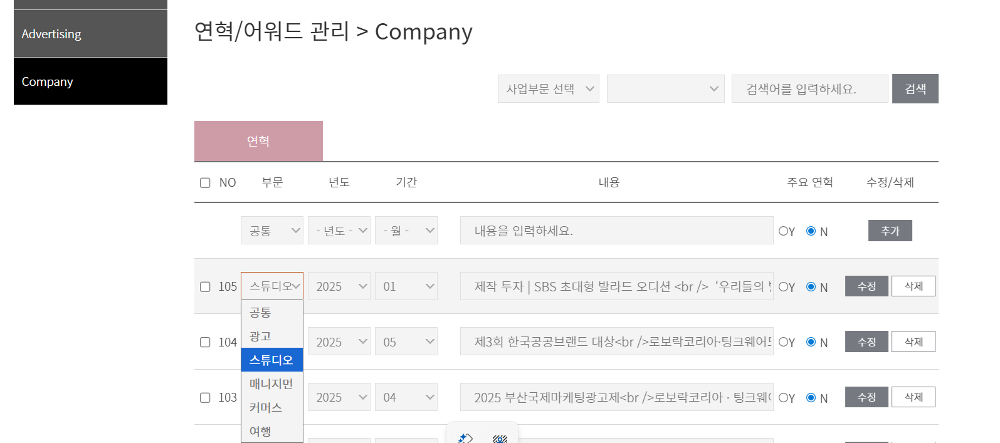 Advertising
Company
연혁/어워드 관리 > Company
사업부문 선택
검색어를 입력하세요.
검색
연혁
NO 부문 년도 기간 내용 주요 연혁 수정/삭제
공통 - 년도 - - 월 - 내용을 입력하세요. Y N 추가
105 스튜디오 2025 01 제작 투자 | SBS 초대형 발라드 오디션 <br /> ‘우리들의 Y N 수정 삭제
공통
광고
스튜디오
매니지먼
커머스
여행
104 2025 05 제3회 한국공공브랜드 대상<br />로보락코리아·팅크웨어 Y N 수정 삭제
103 2025 04 2025 부산국제마케팅광고제<br />로보락코리아 · 팅크웨 Y N 수정 삭제